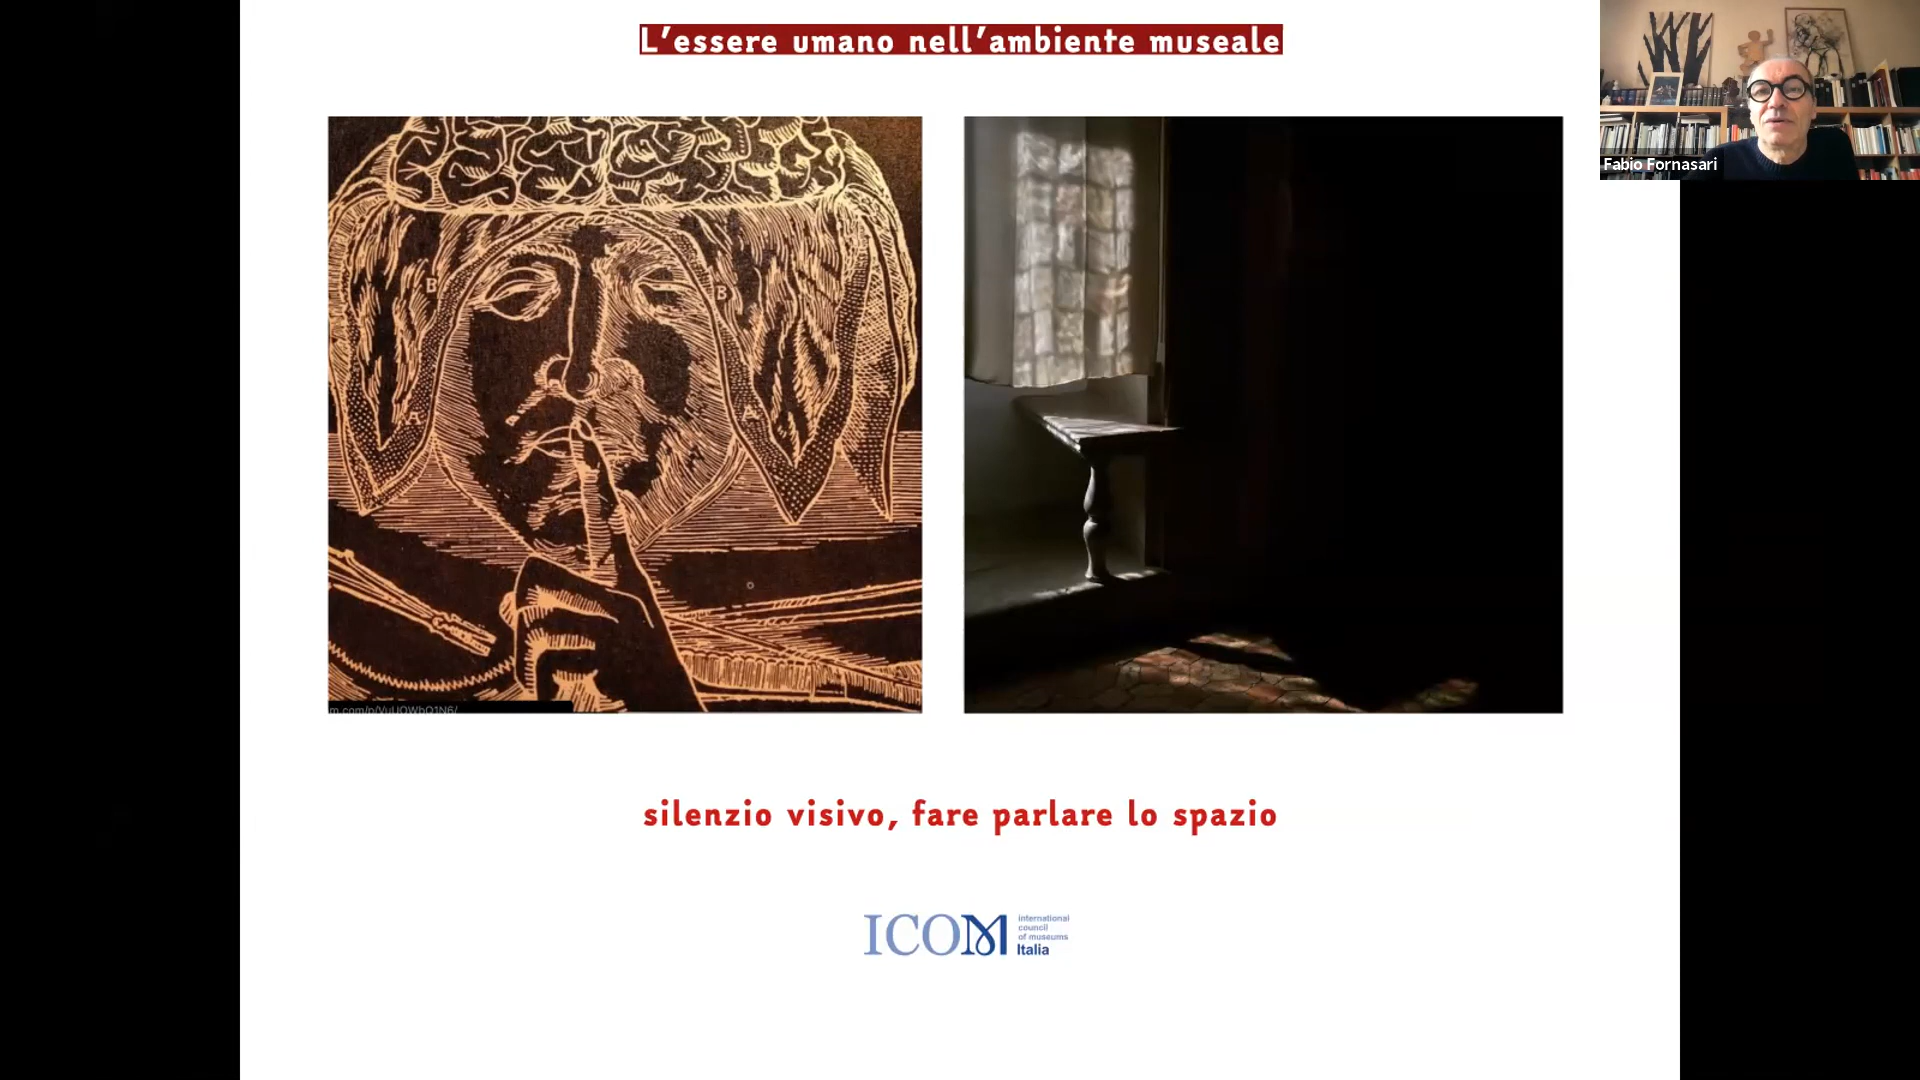 L'essere umano nell'ambiente museale
Fabio Fornasari
B
B
A
A
silenzio visivo, fare parlare lo spazio
ICOM
international
council
of museums
Italia